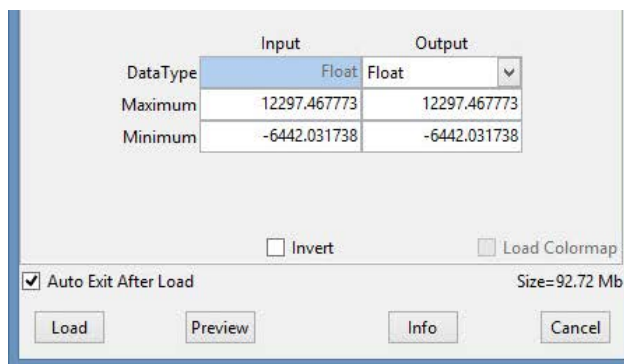 Input Output
DataType Float Float
Maximum 12297.467773 12297.467773
Minimum -6442.031738 -6442.031738
Invert Load Colormap
Auto Exit After Load Size=92.72 Mb
Load Preview Info Cancel